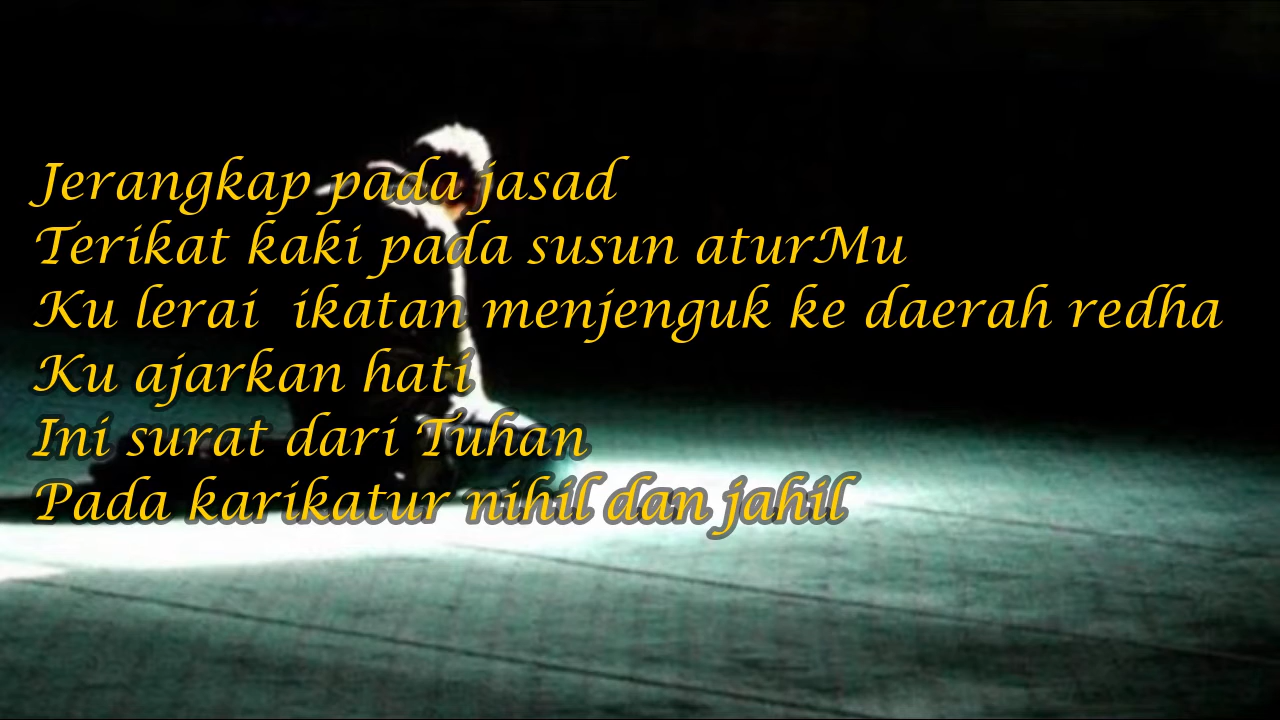 Jerangkap pada jasad
Terikat kaki pada susun aturMu
Ku lerai  ikatan menjenguk ke daerah redha
Ku ajarkan hati
Ini surat dari Tuhan
Pada karikatur nihil dan jahil